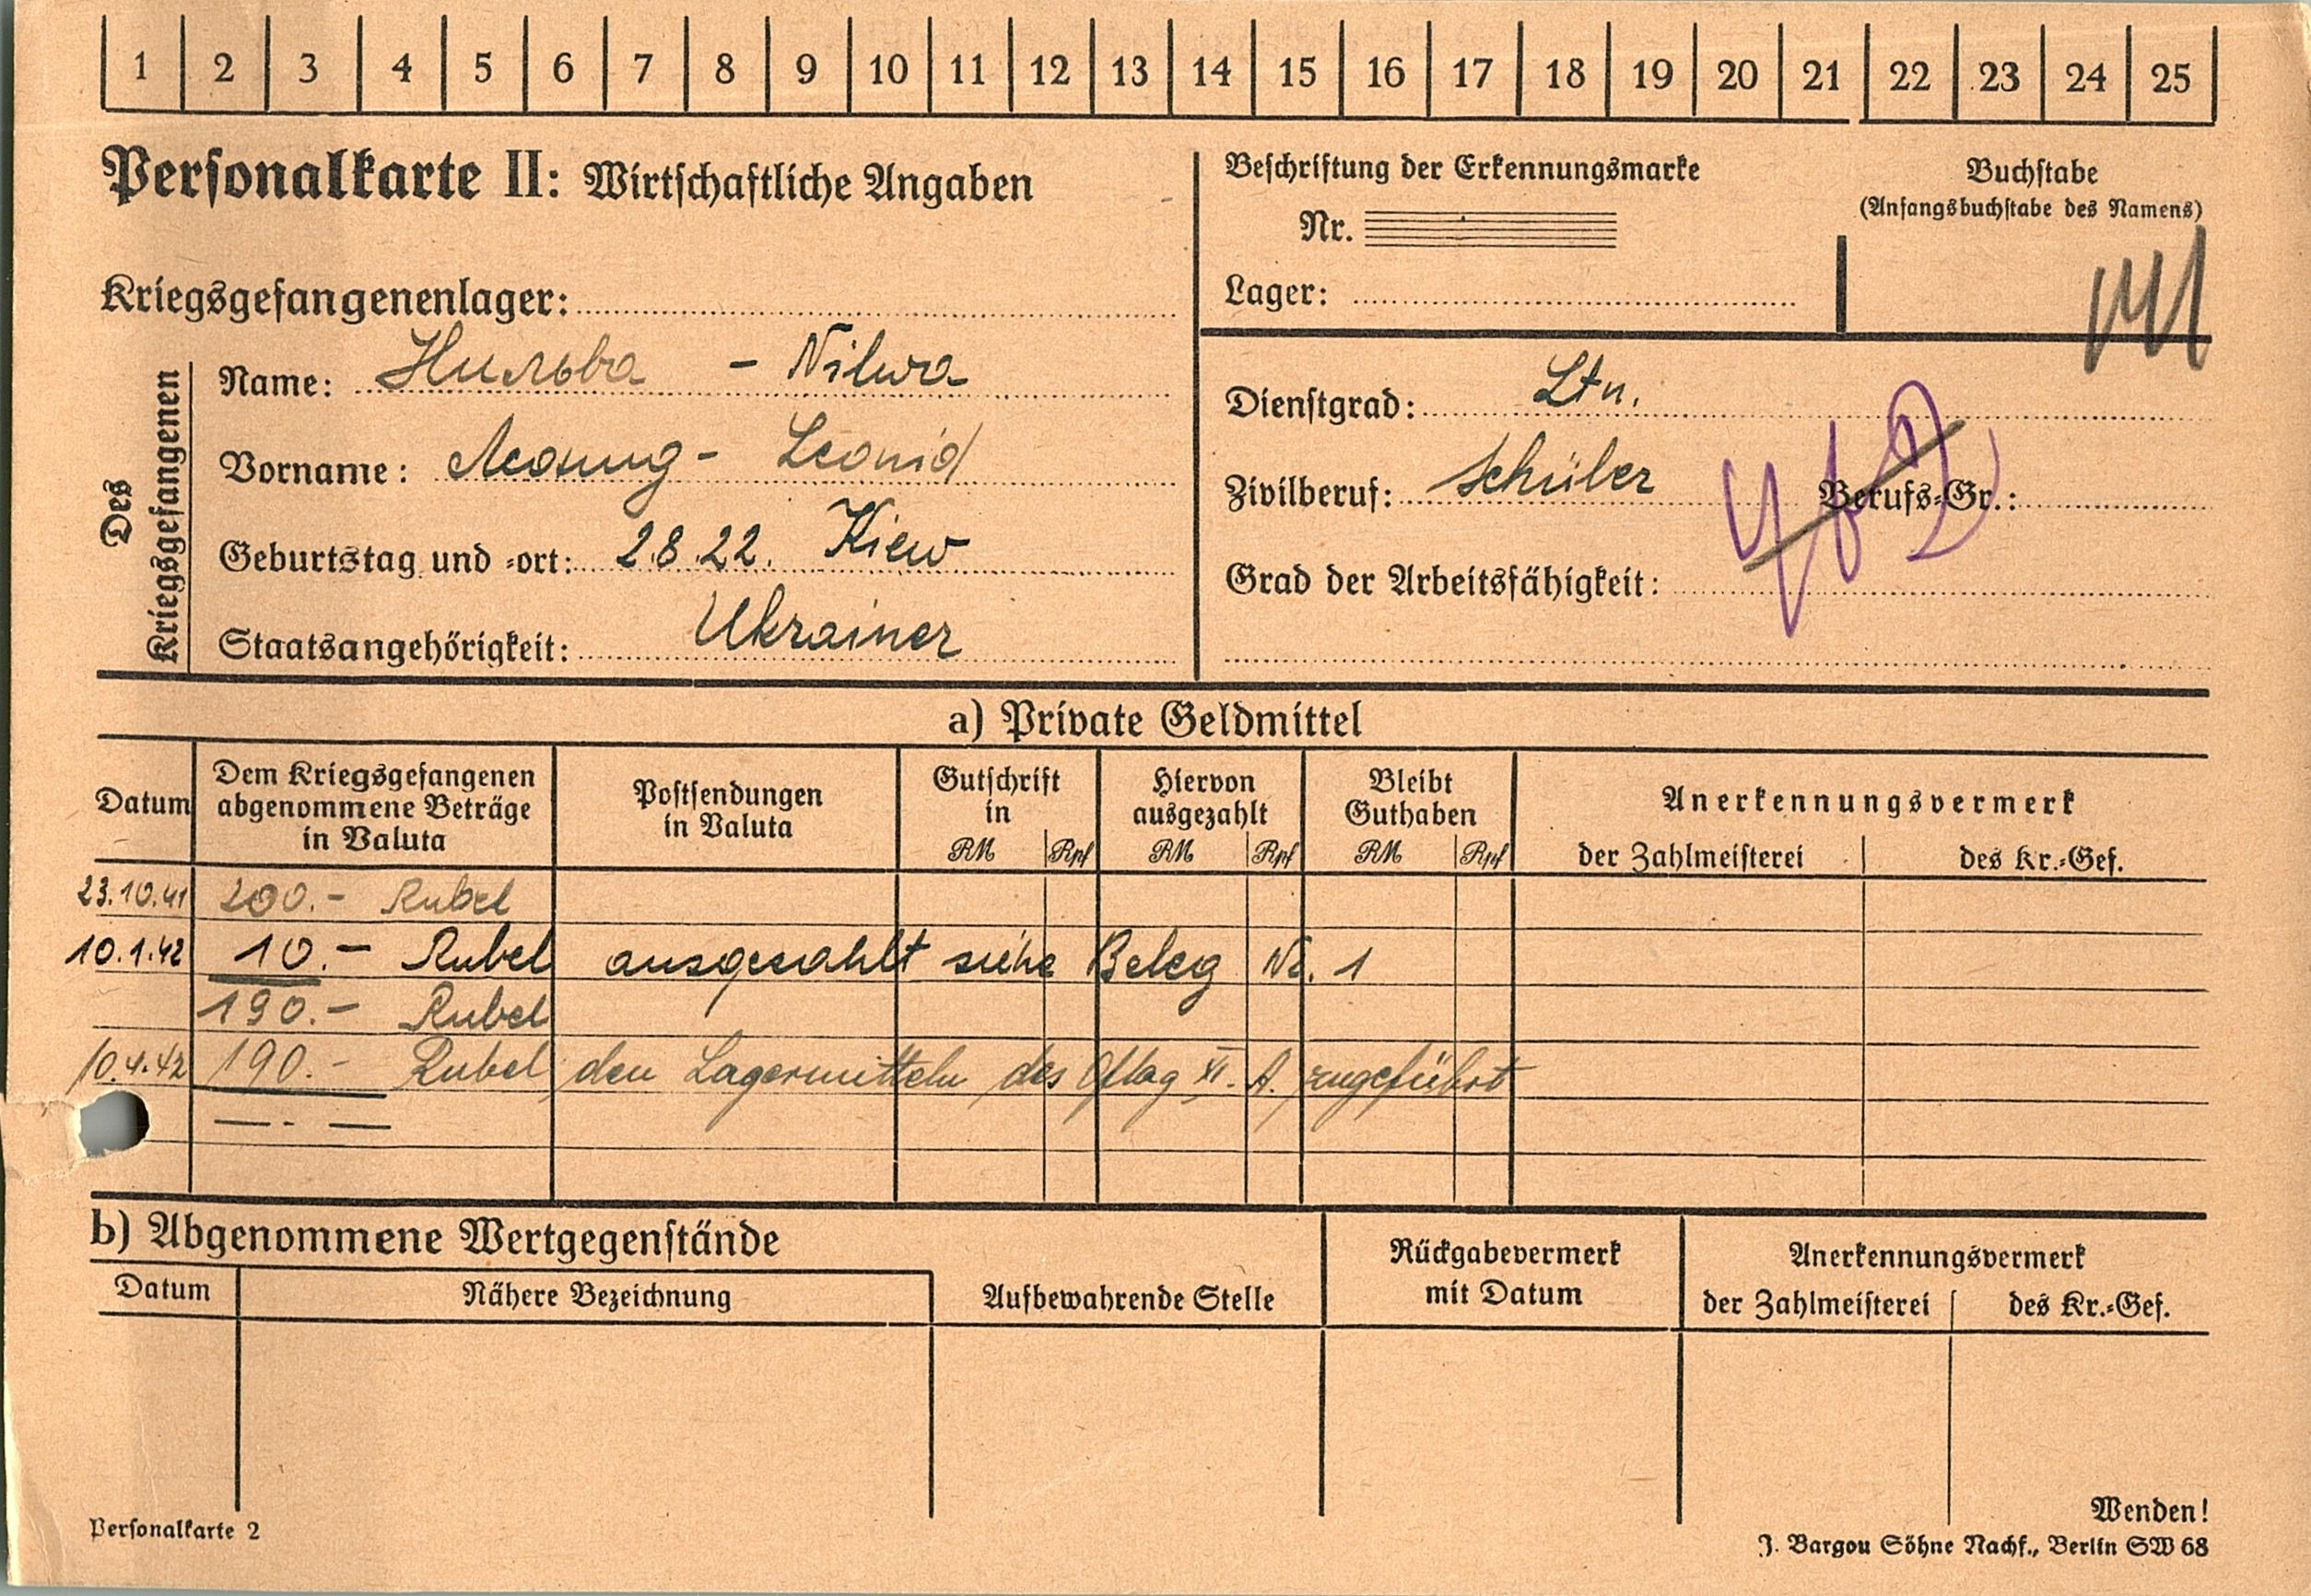 1 2 3 4 5 6 7 8 9 10 11 12 13 14 15 16 17 18 19 20 21 22 23 24 25
Personalkarte II: Wirtschaftliche Angaben
Beschriftung der Erkennungsmarke
Nr.
Lager:
Buchstabe
(Anfangsbuchstabe des Namens)
Kriegsgefangenenlager:
Des Kriegsgefangenen
Name: Нильва - Nilwa
Vorname: Леонид - Leonid
Geburtstag und -ort: 2.8.22. Kiew
Staatsangehörigkeit: Ukrainer
Dienstgrad: Ltn.
Zivilberuf: Schüler Berufs-Gr.:
Grad der Arbeitsfähigkeit:
a) Private Geldmittel
Datum
Dem Kriegsgefangenen
abgenommene Beträge
in Valuta
Postsendungen
in Valuta
Gutschrift
in
RM Rpf
Hiervon
ausgezahlt
RM Rpf
Bleibt
Guthaben
RM Rpf
Anerkennungsvermerk
der Zahlmeisterei des Kr.-Gef.
23.10.41 200.- Rubel
10.1.42 10.- Rubel ausgezahlt siehe Beleg Nr. 1
190.- Rubel
10.4.42 190.- Rubel den Lagermitteln des Oflag XI. A. zugeführt
— . —
b) Abgenommene Wertgegenstände
Datum
Nähere Bezeichnung
Aufbewahrende Stelle
Rückgabevermerk
mit Datum
Anerkennungsvermerk
der Zahlmeisterei des Kr.-Gef.
Wenden!
Personalkarte 2
J. Bargou Söhne Nachf., Berlin SW 68